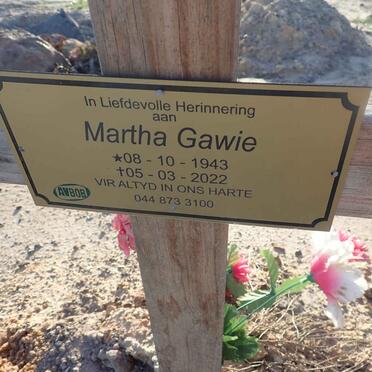 In Liefdevolle Herinnering
aan
Martha Gawie
★08 - 10 - 1943
✝05 - 03 - 2022
VIR ALTYD IN ONS HARTE
AVBOB
044 873 3100